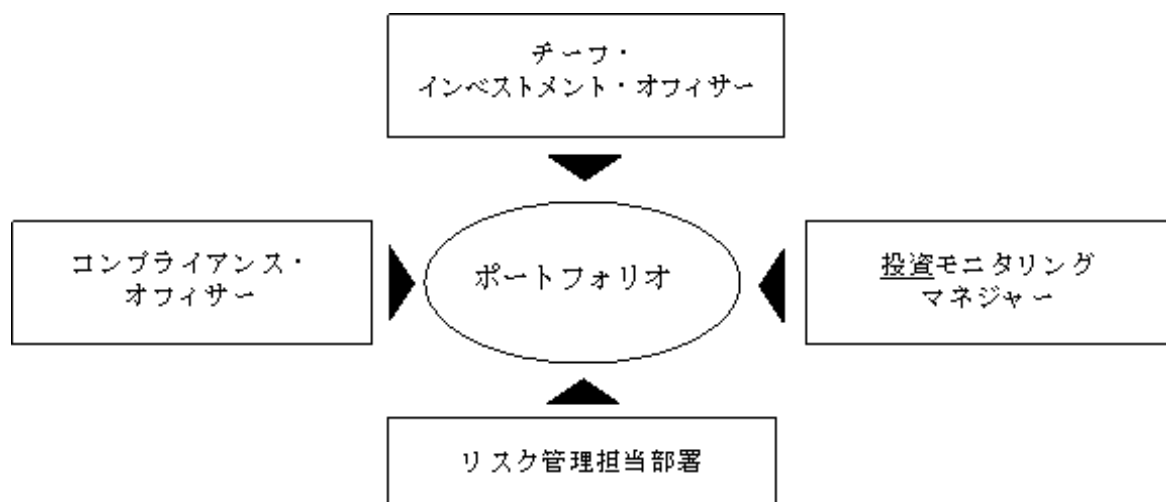 チーフ・
インベストメント・オフィサー
コンプライアンス・
オフィサー
ポートフォリオ
投資モニタリング
マネジャー
リスク管理担当部署